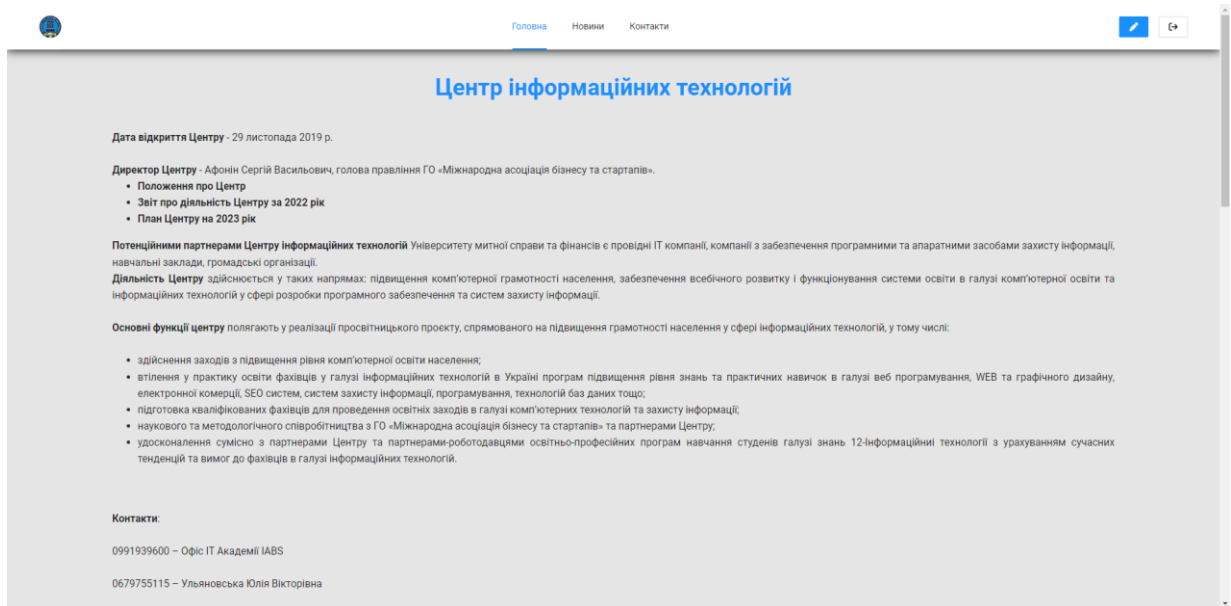 Головна Новини Контакти
Центр інформаційних технологій
Дата відкриття Центру - 29 листопада 2019 р.
Директор Центру - Афонін Сергій Васильович, голова правління ГО «Міжнародна асоціація бізнесу та стартапів».
• Положення про Центр
• Звіт про діяльність Центру за 2022 рік
• План Центру на 2023 рік
Потенційними партнерами Центру інформаційних технологій Університету митної справи та фінансів є провідні ІТ компанії, компанії з забезпечення програмними та апаратними засобами захисту інформації,
навчальні заклади, громадські організації.
Діяльність Центру здійснюється у таких напрямах: підвищення комп'ютерної грамотності населення, забезпечення всебічного розвитку і функціонування системи освіти в галузі комп'ютерної освіти та
інформаційних технологій у сфері розробки програмного забезпечення та систем захисту інформації.
Основні функції центру полягають у реалізації просвітницького проєкту, спрямованого на підвищення грамотності населення у сфері інформаційних технологій, у тому числі:
• здійснення заходів з підвищення рівня комп'ютерної освіти населення;
• втілення у практику освіти фахівців у галузі інформаційних технологій в Україні програм підвищення рівня знань та практичних навичок в галузі веб програмування, WEB та графічного дизайну,
електронної комерції, SEO систем, систем захисту інформації, програмування, технологій баз даних тощо;
• підготовка кваліфікованих фахівців для проведення освітніх заходів в галузі комп'ютерних технологій та захисту інформації;
• наукового та методологічного співробітництва з ГО «Міжнародна асоціація бізнесу та стартапів» та партнерами Центру;
• удосконалення сумісно з партнерами Центру та партнерами-роботодавцями освітньо-професійних програм навчання студенів галузі знань 12-Інформаційниі технології з урахуванням сучасних
тенденцій та вимог до фахівців в галузі інформаційних технологій.
Контакти:
0991939600 – Офіс ІТ Академії IABS
0679755115 – Ульяновська Юлія Вікторівна